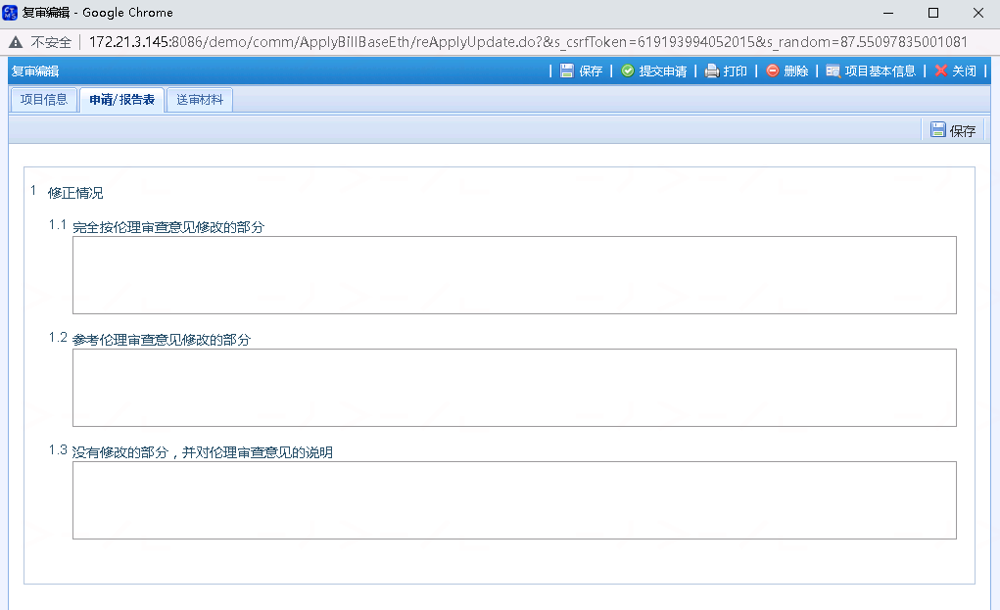 复审编辑 - Google Chrome
不安全 172.21.3.145:8086/demo/comm/ApplyBillBaseEth/reApplyUpdate.do?&s_csrfToken=619193994052015&s_random=87.55097835001081
复审编辑 | 保存 | 提交申请 | 打印 | 删除 | 项目基本信息 | 关闭 |
项目信息 申请/报告表 送审材料
保存
1 修正情况
1.1 完全按伦理审查意见修改的部分
1.2 参考伦理审查意见修改的部分
1.3 没有修改的部分，并对伦理审查意见的说明